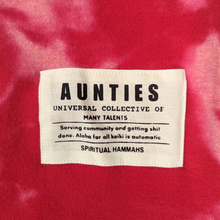 AUNTIES
UNIVERSAL COLLECTIVE OF
MANY TALENTS
Serving community and getting shit
done. Aloha for all keiki is automatic.
SPIRITUAL HAMMAHS